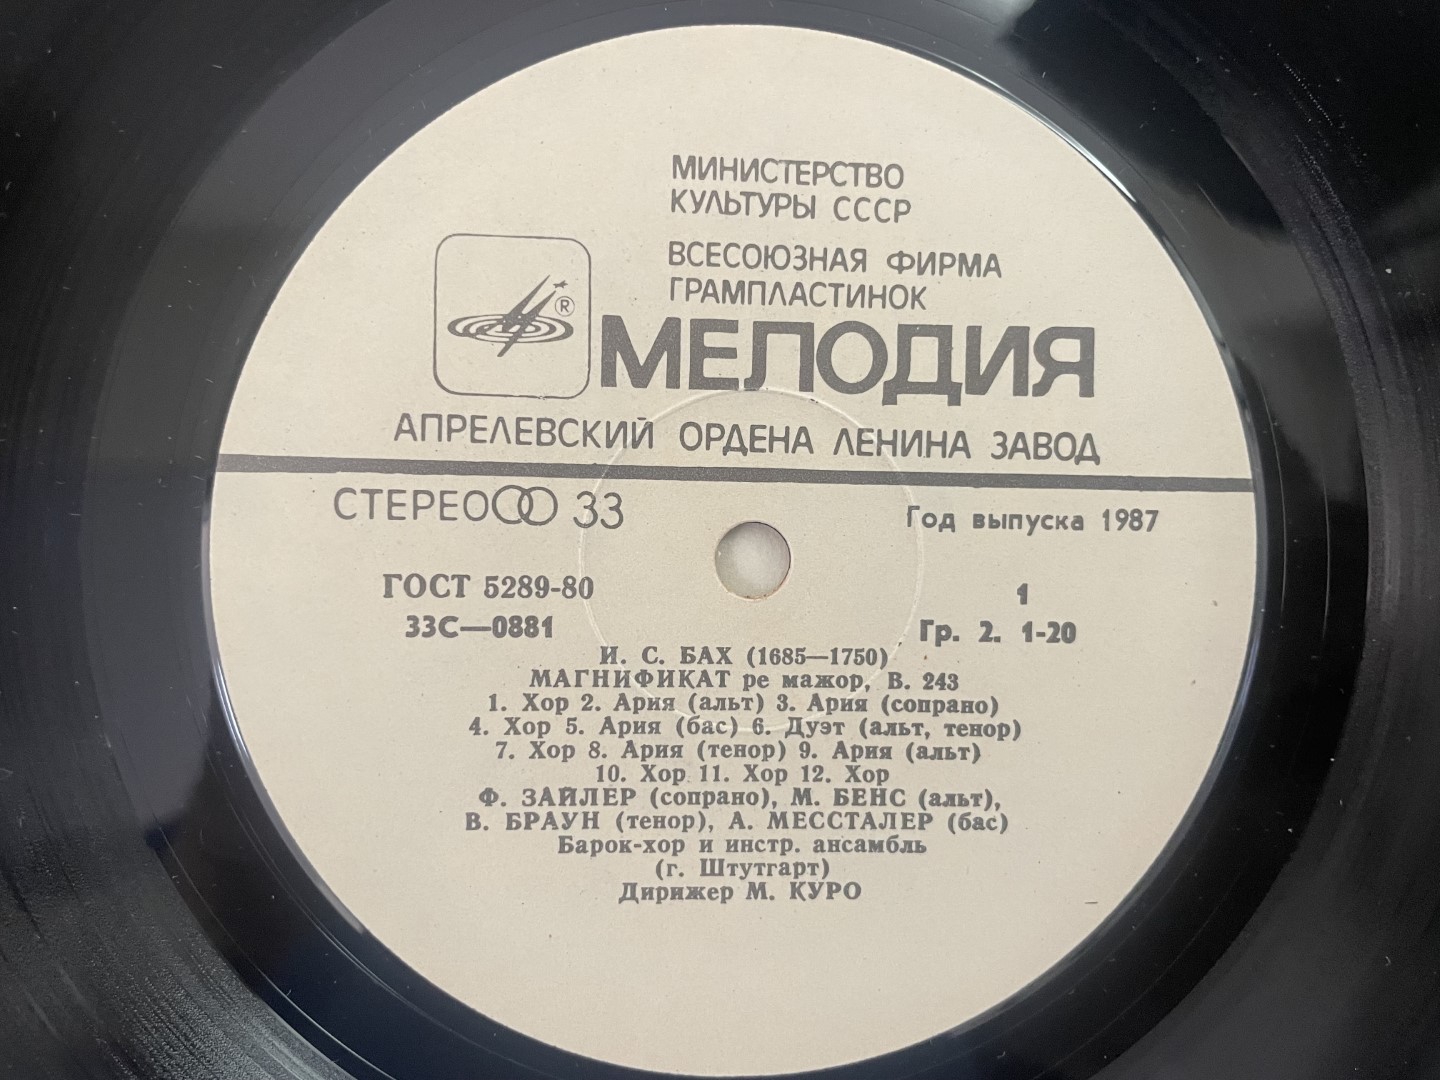 МИНИСТЕРСТВО
КУЛЬТУРЫ СССР
ВСЕСОЮЗНАЯ ФИРМА
ГРАМПЛАСТИНОК
®
МЕЛОДИЯ
АПРЕЛЕВСКИЙ ОРДЕНА ЛЕНИНА ЗАВОД
СТЕРЕО 33
Год выпуска 1987
ГОСТ 5289-80
1
33С—0881
Гр. 2. 1-20
И. С. БАХ (1685—1750)
МАГНИФИКАТ ре мажор, В. 243
1. Хор 2. Ария (альт) 3. Ария (сопрано)
4. Хор 5. Ария (бас) 6. Дуэт (альт, тенор)
7. Хор 8. Ария (тенор) 9. Ария (альт)
10. Хор 11. Хор 12. Хор
Ф. ЗАЙЛЕР (сопрано), М. БЕНС (альт),
В. БРАУН (тенор), А. МЕССТАЛЕР (бас)
Барок-хор и инстр. ансамбль
(г. Штутгарт)
Дирижер М. КУРО